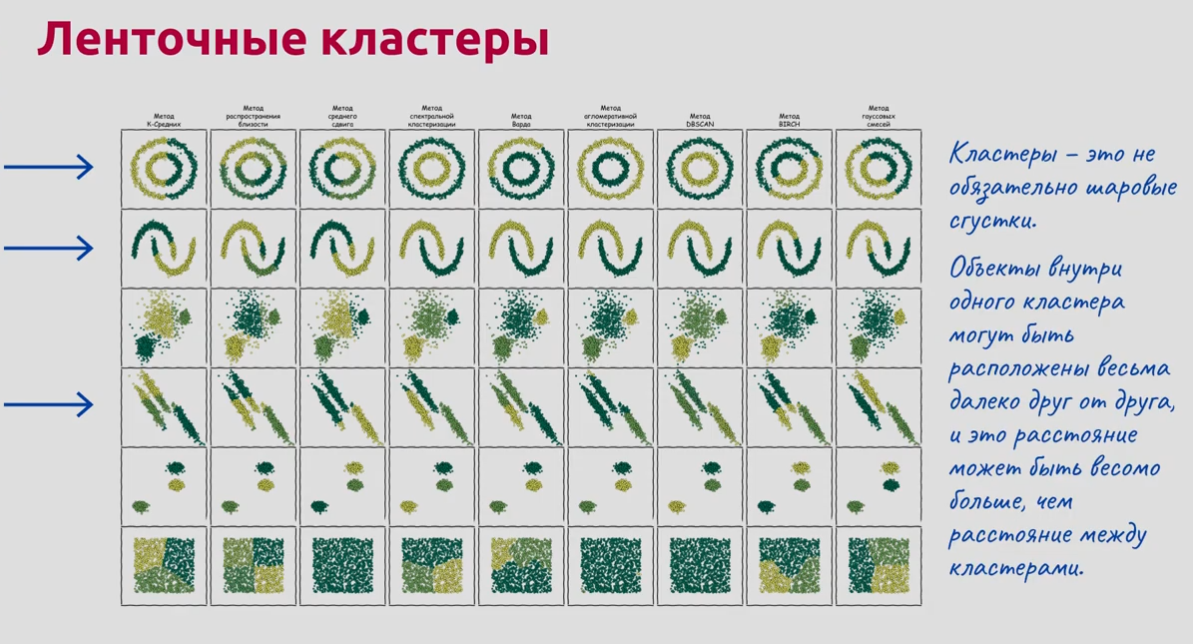 Ленточные кластеры
Метод
К-Средних
Метод
распространения
близости
Метод
среднего
сдвига
Метод
спектральной
кластеризации
Метод
Варда
Метод
агломеративной
кластеризации
Метод
DBSCAN
Метод
BIRCH
Метод
гауссовых
смесей
Кластеры – это не
обязательно шаровые
сгустки.
Объекты внутри
одного кластера
могут быть
расположены весьма
далеко друг от друга,
и это расстояние
может быть весомо
больше, чем
расстояние между
кластерами.